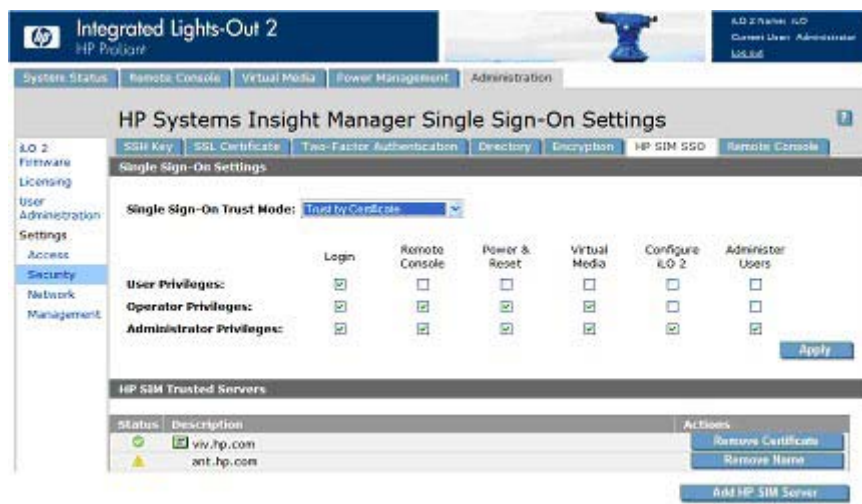 hp
Integrated Lights-Out 2
HP ProLiant
iLO 2 Name: iLO
Current User: Administrator
Log out
System Status Remote Console Virtual Media Power Management Administration
HP Systems Insight Manager Single Sign-On Settings
?
SSH Key SSL Certificate Two-Factor Authentication Directory Encryption HP SIM SSO Remote Console
iLO 2
Firmware
Licensing
User
Administration
Settings
Access
Security
Network
Management
Single Sign-On Settings
Single Sign-On Trust Mode: Trust by Certificate
Login Remote Console Power & Reset Virtual Media Configure iLO 2 Administer Users
User Privileges:
Operator Privileges:
Administrator Privileges:
Apply
HP SIM Trusted Servers
Status Description Actions
viv.hp.com Remove Certificate
ant.hp.com Remove Name
Add HP SIM Server